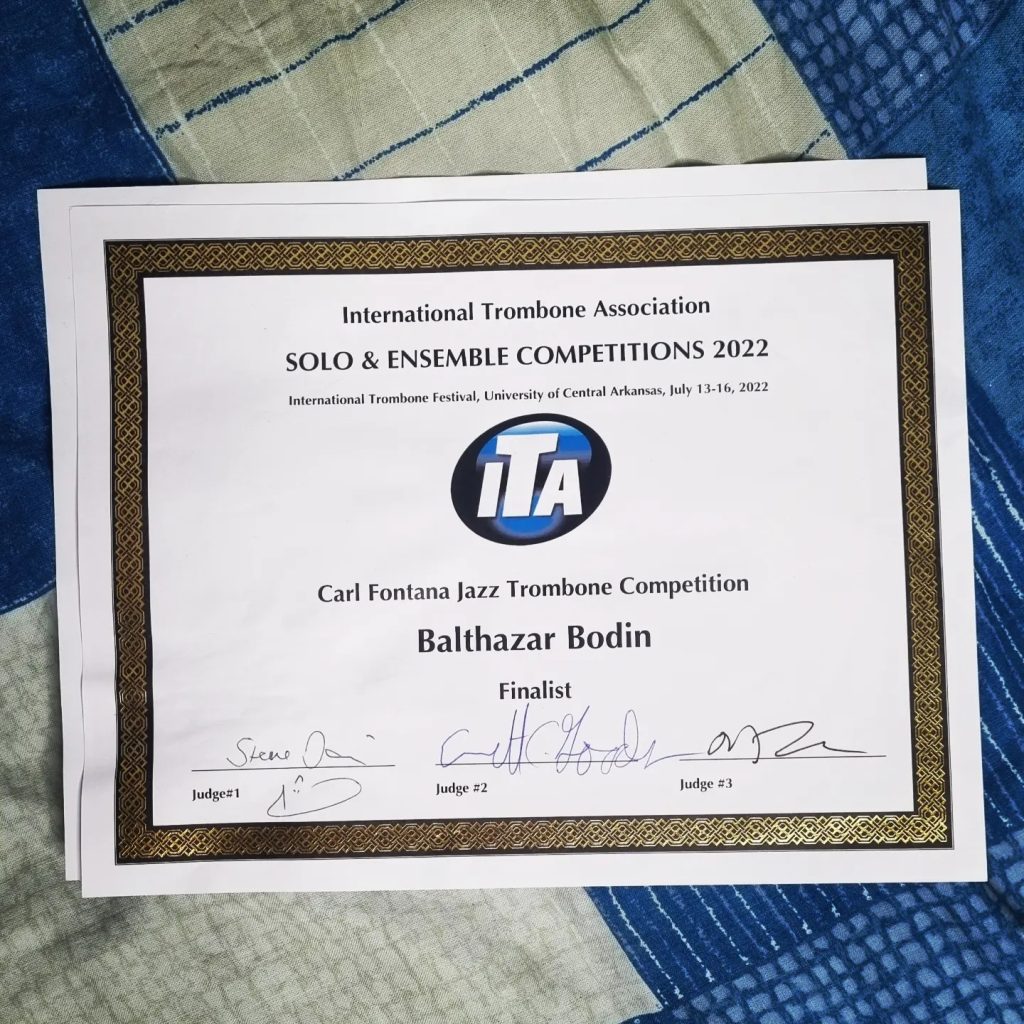 International Trombone Association
SOLO & ENSEMBLE COMPETITIONS 2022
International Trombone Festival, University of Central Arkansas, July 13-16, 2022
ITA
Carl Fontana Jazz Trombone Competition
Balthazar Bodin
Finalist
Steve
Judge#1 Judge #2 Judge #3